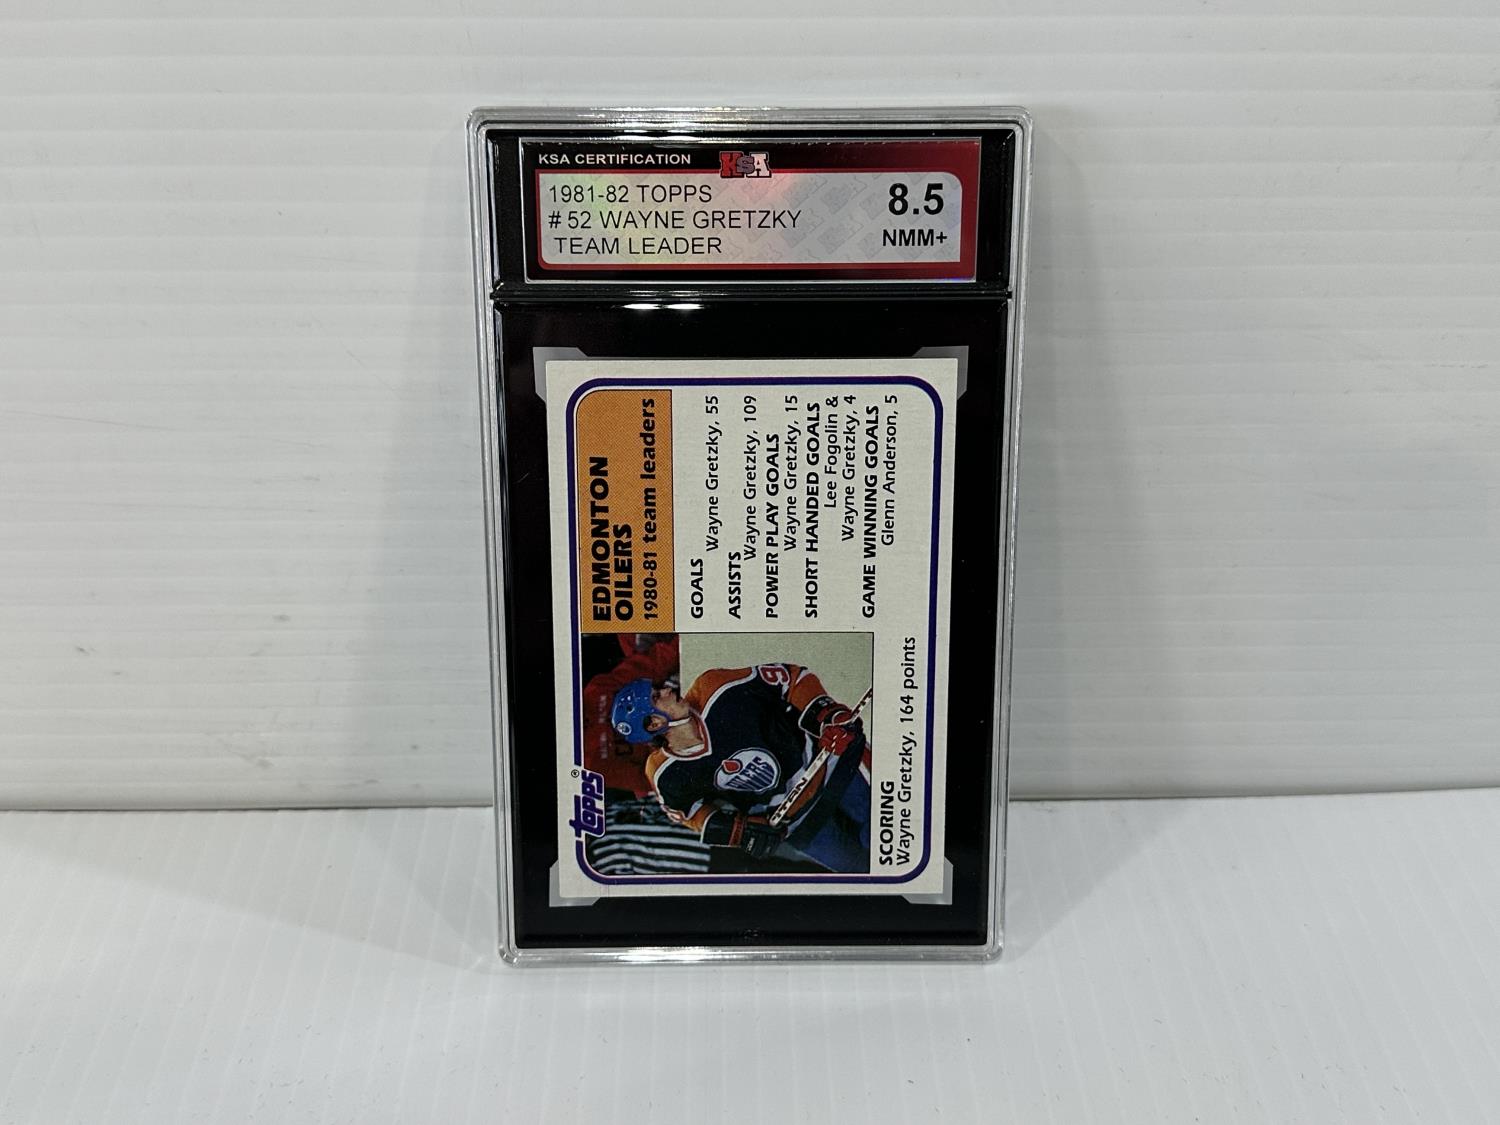 KSA CERTIFICATION
KSA
1981-82 TOPPS
# 52 WAYNE GRETZKY
TEAM LEADER
8.5
NMM+
EDMONTON
OILERS
1980-81 team leaders
GOALS
Wayne Gretzky, 55
ASSISTS
Wayne Gretzky, 109
POWER PLAY GOALS
Wayne Gretzky, 15
SHORT HANDED GOALS
Lee Fogolin &
Wayne Gretzky, 4
GAME WINNING GOALS
Glenn Anderson, 5
topps®
OILERS
TITAN
9
SCORING
Wayne Gretzky, 164 points